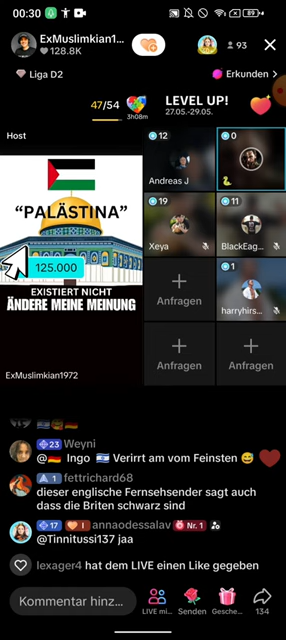 00:30
89%
ExMuslimkian1...
128.8K
93
Liga D2
Erkunden >
47/54
3h08m
LEVEL UP!
27.05.-29.05.
Host
"PALÄSTINA"
125.000
EXISTIERT NICHT
ÄNDERE MEINE MEINUNG
ExMuslimkian1972
12
Andreas J
0
19
Xeya
11
BlackEag...
+
Anfragen
1
harryhirs...
+
Anfragen
+
Anfragen
23 Weyni
@🇩🇪 Ingo 🇮🇱 Verirrt am vom Feinsten 😅
1 fettrichard68
dieser englische Fernsehsender sagt auch
dass die Briten schwarz sind
17 I annaodessalav Nr. 1
@Tinnitussi137 jaa
lexager4 hat dem LIVE einen Like gegeben
Kommentar hinz...
LIVE mi...
Senden
Gesche...
134